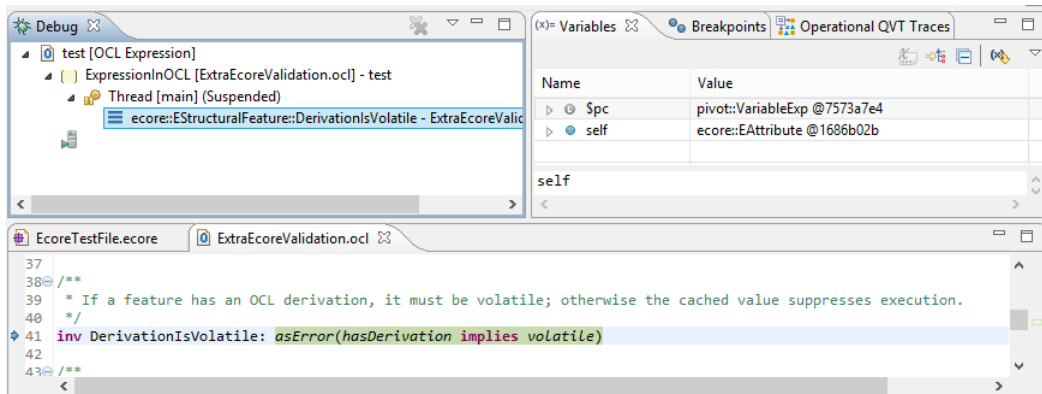 Debug
test [OCL Expression]
ExpressionInOCL [ExtraEcoreValidation.ocl] - test
Thread [main] (Suspended)
ecore::EStructuralFeature::DerivationIsVolatile - ExtraEcoreValid
(x)= Variables
Breakpoints
Operational QVT Traces
Name Value
$pc pivot::VariableExp @7573a7e4
self ecore::EAttribute @1686b02b
self
EcoreTestFile.ecore
ExtraEcoreValidation.ocl
37
38 /**
39 * If a feature has an OCL derivation, it must be volatile; otherwise the cached value suppresses execution.
40 */
41 inv DerivationIsVolatile: asError(hasDerivation implies volatile)
42
43 /**